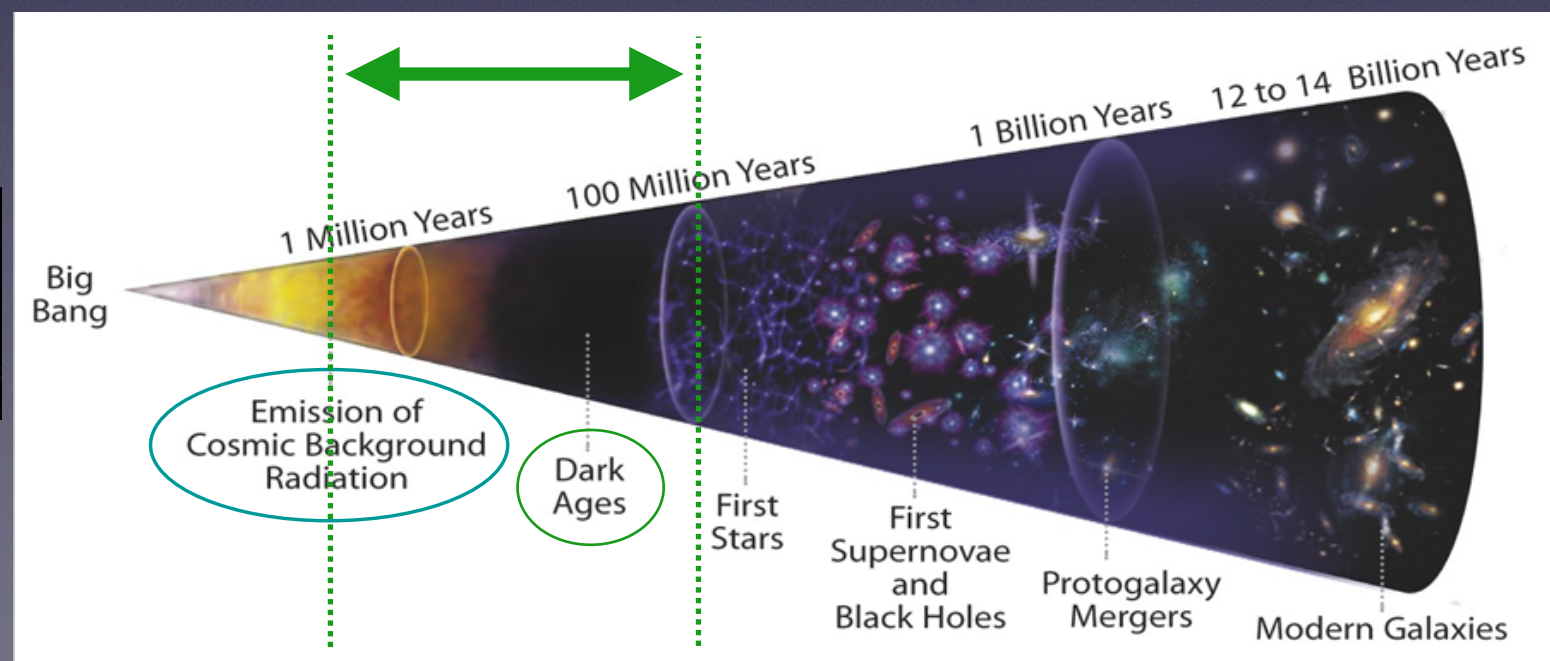 Big
Bang
1 Million Years
100 Million Years
1 Billion Years
12 to 14 Billion Years
Emission of
Cosmic Background
Radiation
Dark
Ages
First
Stars
First
Supernovae
and
Black Holes
Protogalaxy
Mergers
Modern Galaxies